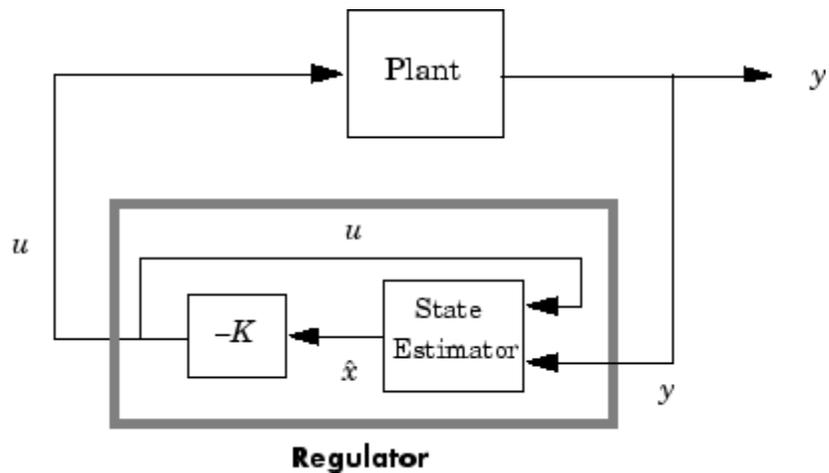 Plant
y
u
u
–K
x̂
State
Estimator
y
Regulator